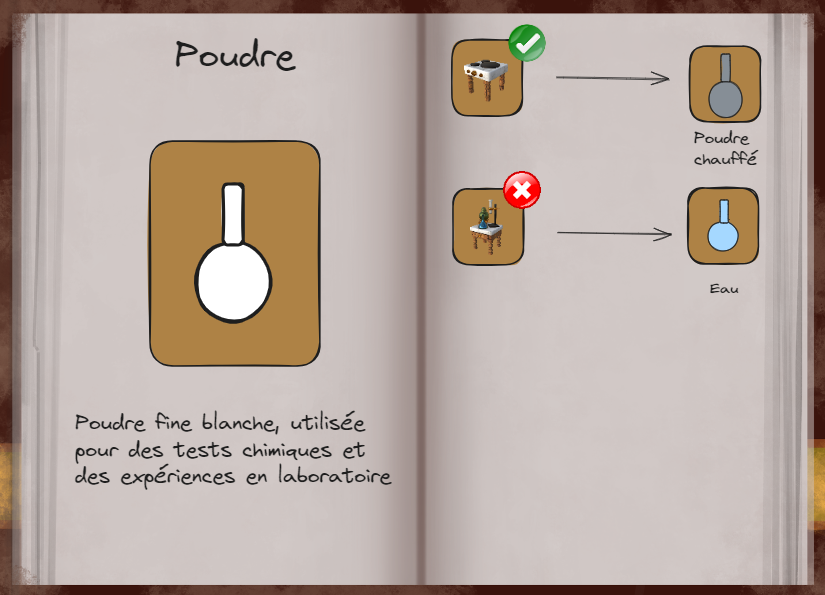 Poudre
Poudre fine blanche, utilisée
pour des tests chimiques et
des expériences en laboratoire
Poudre
chauffé
Eau